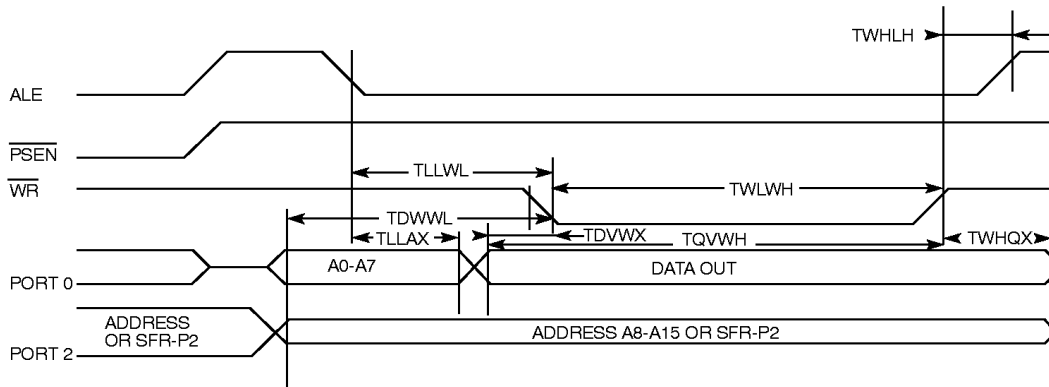 TWHLH
ALE
PSEN
TLLWL
WR
TWLWH
TDWWL
TLLAX
TDVWX
TQVWH
TWHQX
A0-A7
DATA OUT
PORT 0
ADDRESS
OR SFR-P2
ADDRESS A8-A15 OR SFR-P2
PORT 2